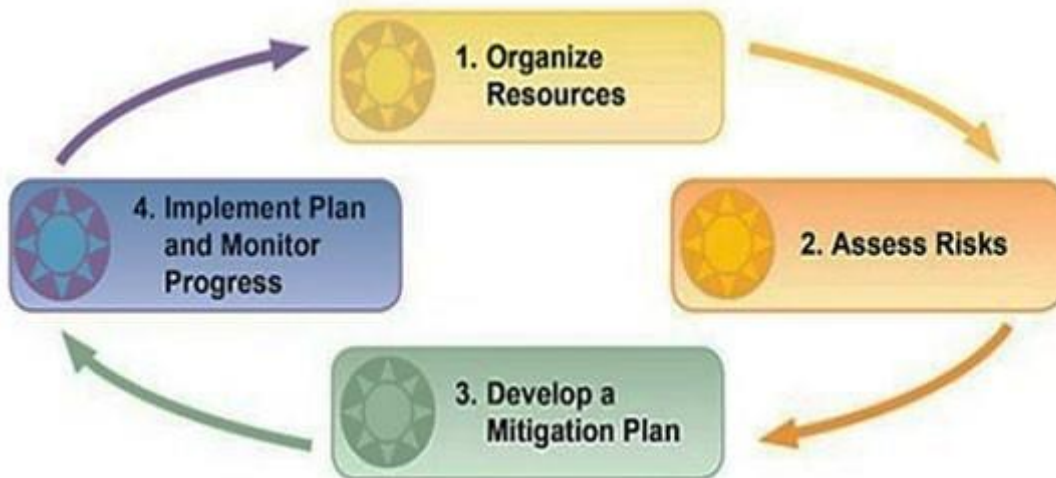 1. Organize
Resources
2. Assess Risks
3. Develop a
Mitigation Plan
4. Implement Plan
and Monitor
Progress